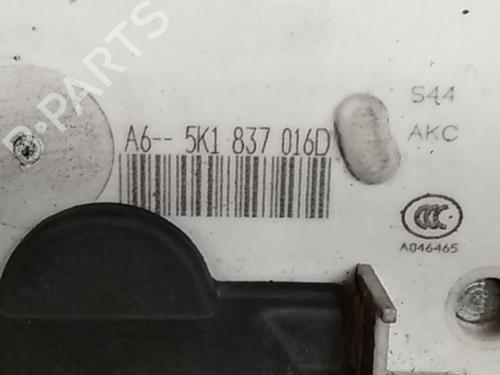 B-PARTS
A6-- 5K1 837 016D
S44
AKC
CCC
A046465